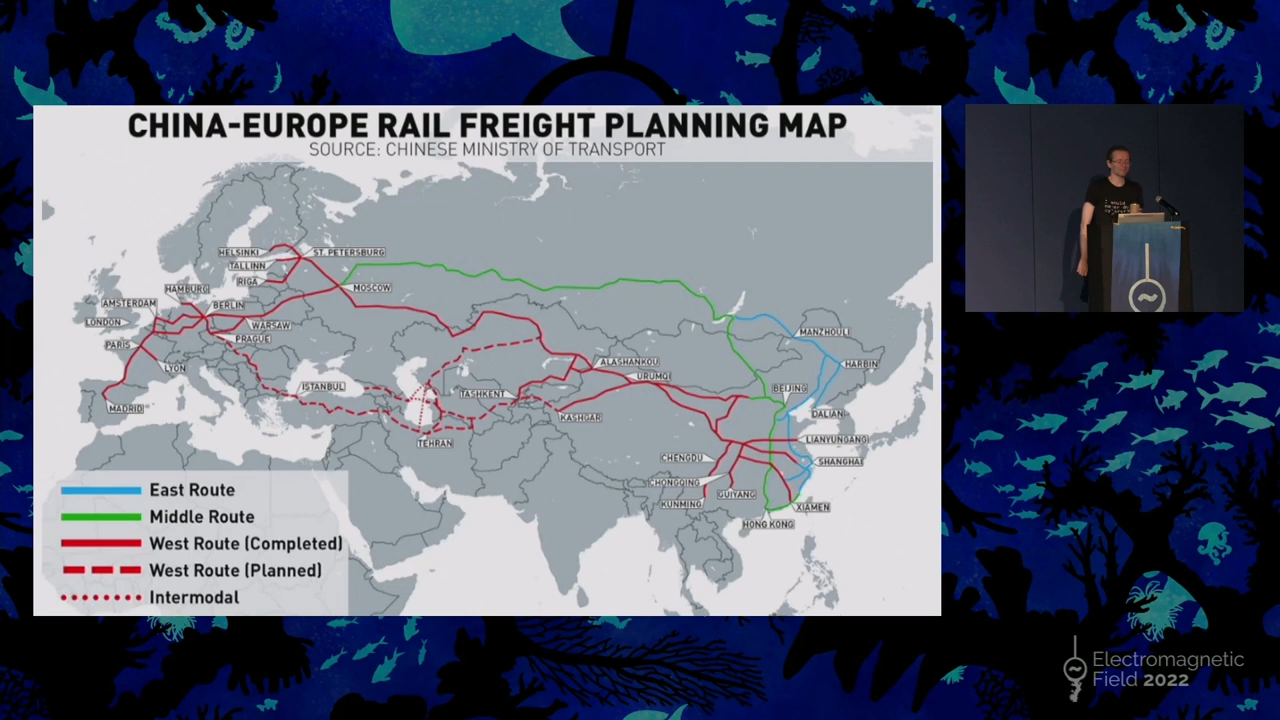 CHINA-EUROPE RAIL FREIGHT PLANNING MAP
SOURCE: CHINESE MINISTRY OF TRANSPORT
HELSINKI
ST. PETERSBURG
TALLINN
RIGA
MOSCOW
HAMBURG
AMSTERDAM
BERLIN
LONDON
WARSAW
PRAGUE
PARIS
LYON
MADRID
ISTANBUL
TEHRAN
TASHKENT
KASHGAR
ALASHANKOU
URUMQI
MANZHOULI
HARBIN
BEIJING
DALIAN
LIANYUNGANG
SHANGHAI
CHENGDU
CHONGQING
KUNMING
GUIYANG
XIAMEN
HONG KONG
East Route
Middle Route
West Route (Completed)
West Route (Planned)
Intermodal
i would
Electromagnetic
Field 2022